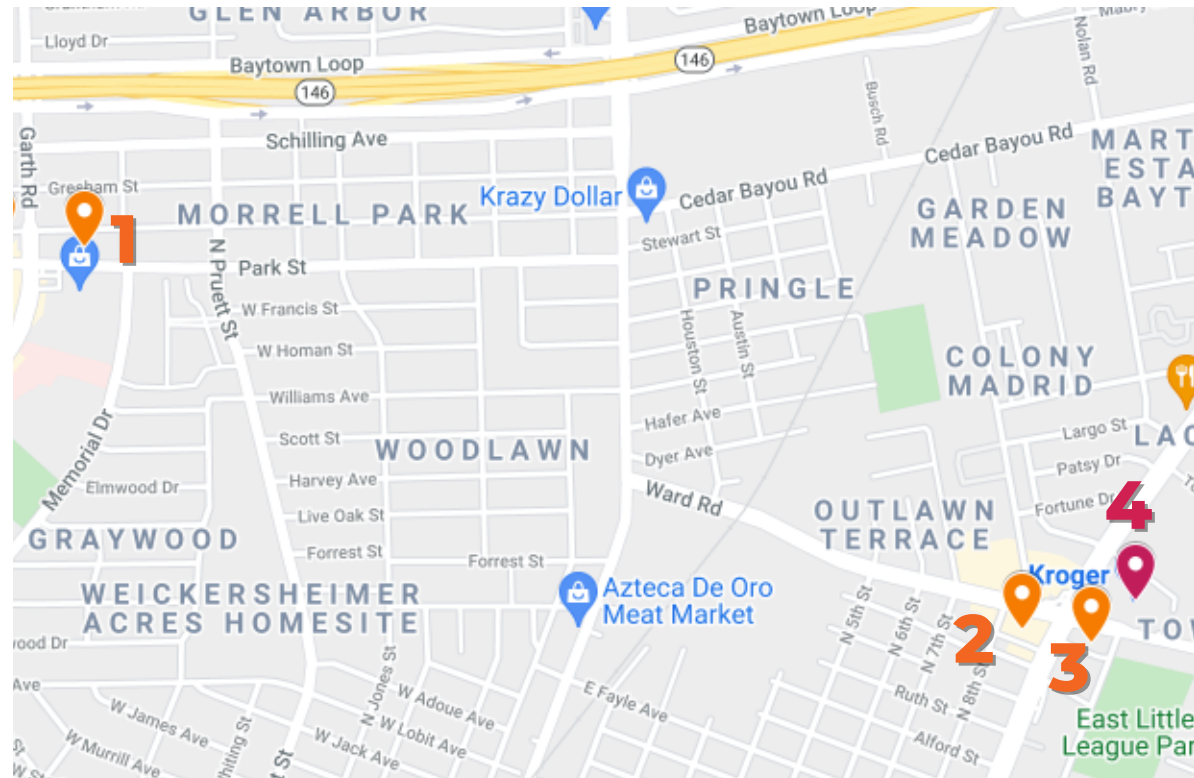 GLEN ARBOR
Lloyd Dr
Baytown Loop
Baytown Loop
146
146
Nolan Rd
Busch Rd
Garth Rd
Schilling Ave
Cedar Bayou Rd
Gresham St
MORRELL PARK
Krazy Dollar
Cedar Bayou Rd
1
N Pruett St
Park St
Stewart St
GARDEN
MEADOW
PRINGLE
W Francis St
Houston St
Austin St
W Homan St
COLONY
MADRID
Williams Ave
Hafer Ave
Scott St
WOODLAWN
Largo St
Dyer Ave
Patsy Dr
Memorial Dr
Harvey Ave
Elmwood Dr
Ward Rd
Fortune Dr
4
Live Oak St
OUTLAWN
TERRACE
GRAYWOOD
Forrest St
Forrest St
Kroger
WEICKERSHEIMER
ACRES HOMESITE
Azteca De Oro
Meat Market
N 5th St
N 6th St
N 7th St
2
3
N 8th St
N Jones St
W Adoue Ave
E Fayle Ave
Ruth St
W James Ave
W Lobit Ave
W Murrill Ave
W Jack Ave
Alford St
East Little
League Par